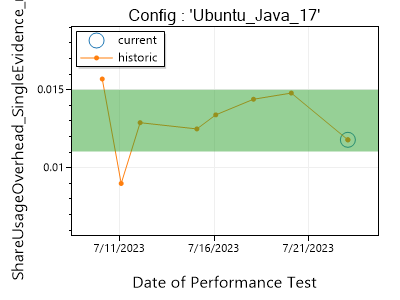 Config : 'Ubuntu_Java_17'
current
historic
ShareUsageOverhead_SingleEvidence_
0.015
0.01
7/11/2023
7/16/2023
7/21/2023
Date of Performance Test